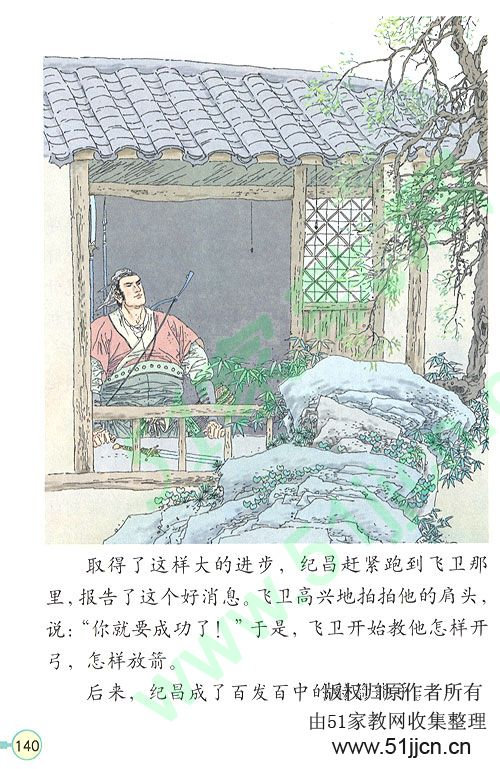 取得了这样大的进步，纪昌赶紧跑到飞卫那
里，报告了这个好消息。飞卫高兴地拍拍他的肩头，
说：“你就要成功了！”于是，飞卫开始教他怎样开
弓，怎样放箭。
后来，纪昌成了百发百中的
版权归原作者所有
由51家教网收集整理
140
www.51jjcn.cn